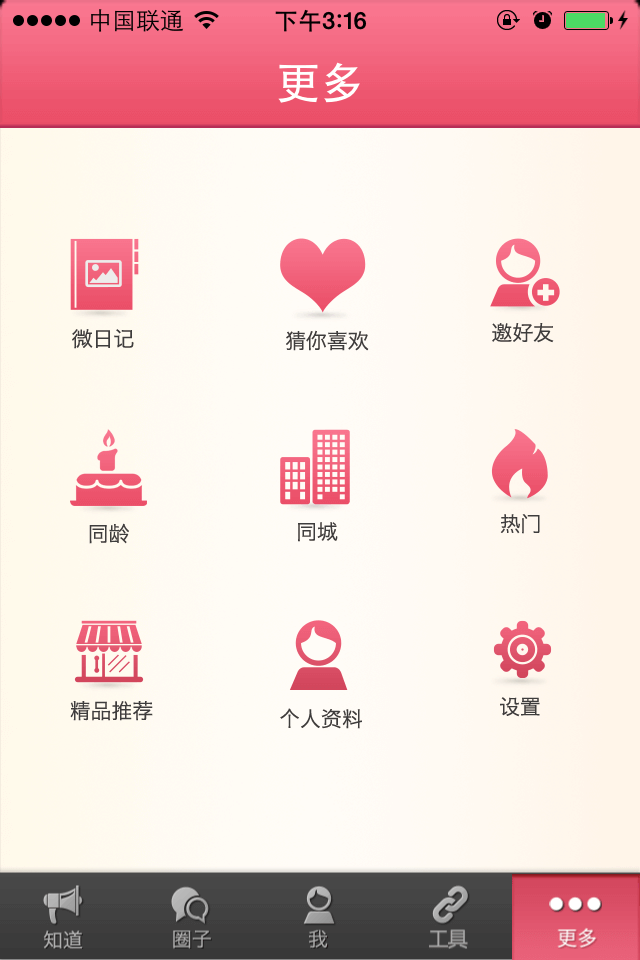 中国联通 下午3:16
更多
微日记 猜你喜欢 邀好友
同龄 同城 热门
精品推荐 个人资料 设置
知道 圈子 我 工具 更多